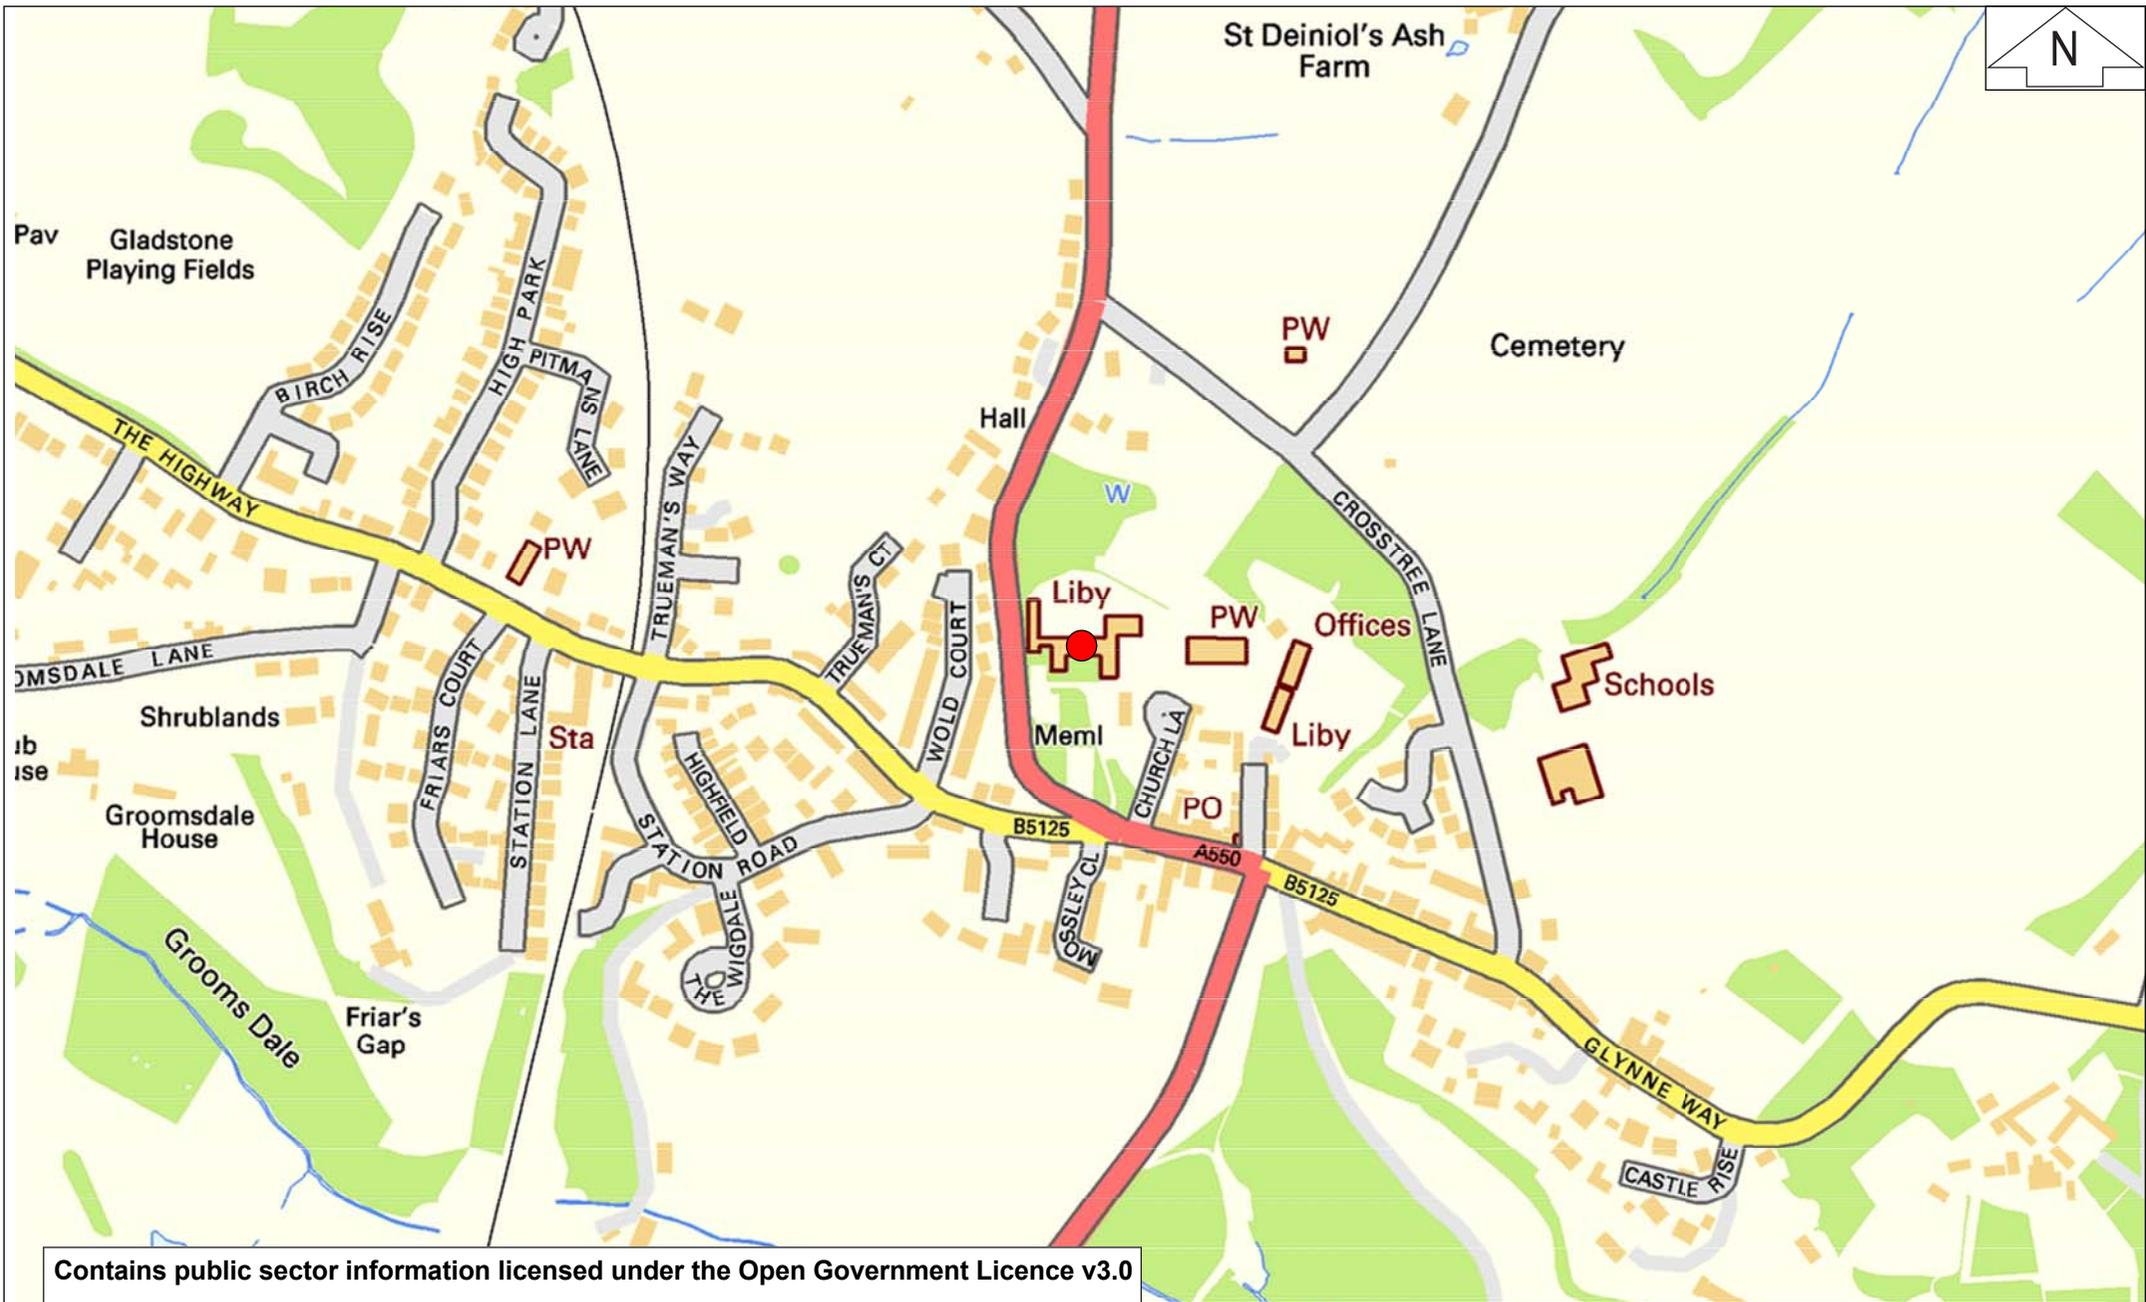 St Deiniol's Ash
Farm
N
Pav
Gladstone
Playing Fields
HIGH PARK
BIRCH RISE
PITMANS LANE
PW
Cemetery
THE HIGHWAY
Hall
TRUEMAN'S WAY
W
CROSSTREE LANE
PW
TRUEMAN'S CT
WOLD COURT
Liby
PW
Offices
OMSDALE LANE
Shrublands
FRIARS COURT
STATION LANE
Sta
Schools
ub
use
HIGHFIELD
Meml
CHURCH LA
Liby
Groomsdale
House
STATION ROAD
PO
B5125
A550
B5125
MOSSLEY CL
THE WIGDALE
Grooms Dale
Friar's
Gap
GLYNNE WAY
CASTLE RISE
Contains public sector information licensed under the Open Government Licence v3.0